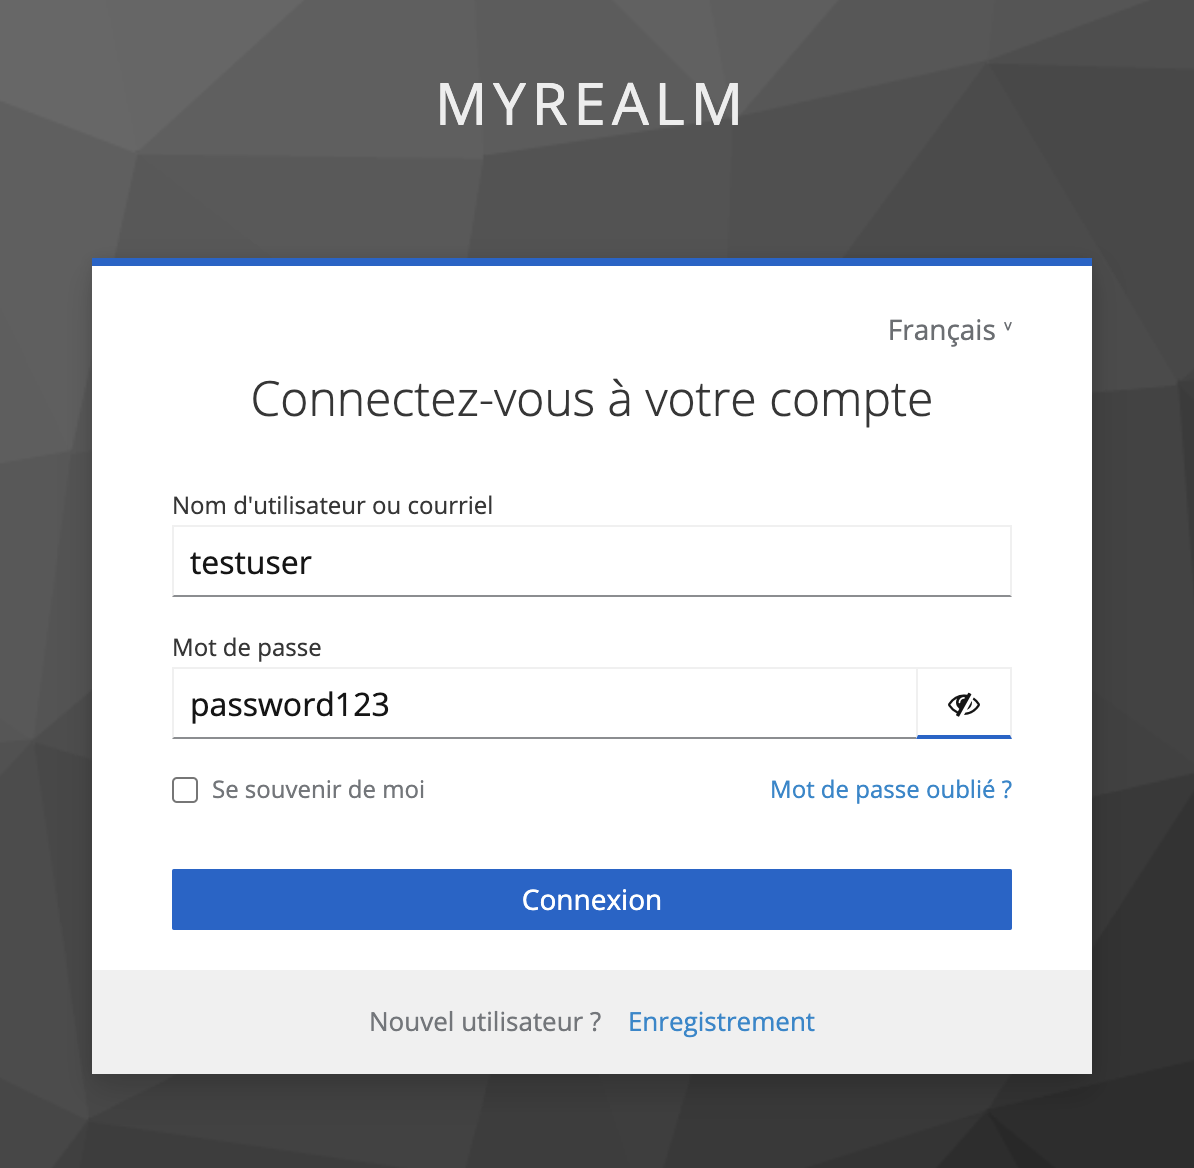 MYREALM
Français ˅
Connectez-vous à votre compte
Nom d'utilisateur ou courriel
testuser
Mot de passe
password123
Se souvenir de moi Mot de passe oublié ?
Connexion
Nouvel utilisateur ? Enregistrement